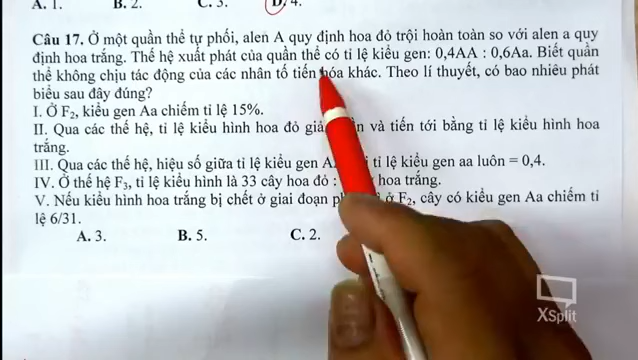 A. 1. B. 2. C. 3. D. 4.
Câu 17. Ở một quần thể tự phối, alen A quy định hoa đỏ trội hoàn toàn so với alen a quy
định hoa trắng. Thế hệ xuất phát của quần thể có tỉ lệ kiểu gen: 0,4AA : 0,6Aa. Biết quần
thể không chịu tác động của các nhân tố tiến hóa khác. Theo lí thuyết, có bao nhiêu phát
biểu sau đây đúng?
I. Ở F₂, kiểu gen Aa chiếm tỉ lệ 15%.
II. Qua các thế hệ, tỉ lệ kiểu hình hoa đỏ và tiến tới bằng tỉ lệ kiểu hình hoa
trắng.
III. Qua các thế hệ, hiệu số giữa tỉ lệ kiểu gen tỉ lệ kiểu gen aa luôn = 0,4.
IV. Ở thế hệ F₃, tỉ lệ kiểu hình là 33 cây hoa đỏ : hoa trắng.
V. Nếu kiểu hình hoa trắng bị chết ở giai đoạn ở F₂, cây có kiểu gen Aa chiếm tỉ
lệ 6/31.
A. 3. B. 5. C. 2.
XSplit